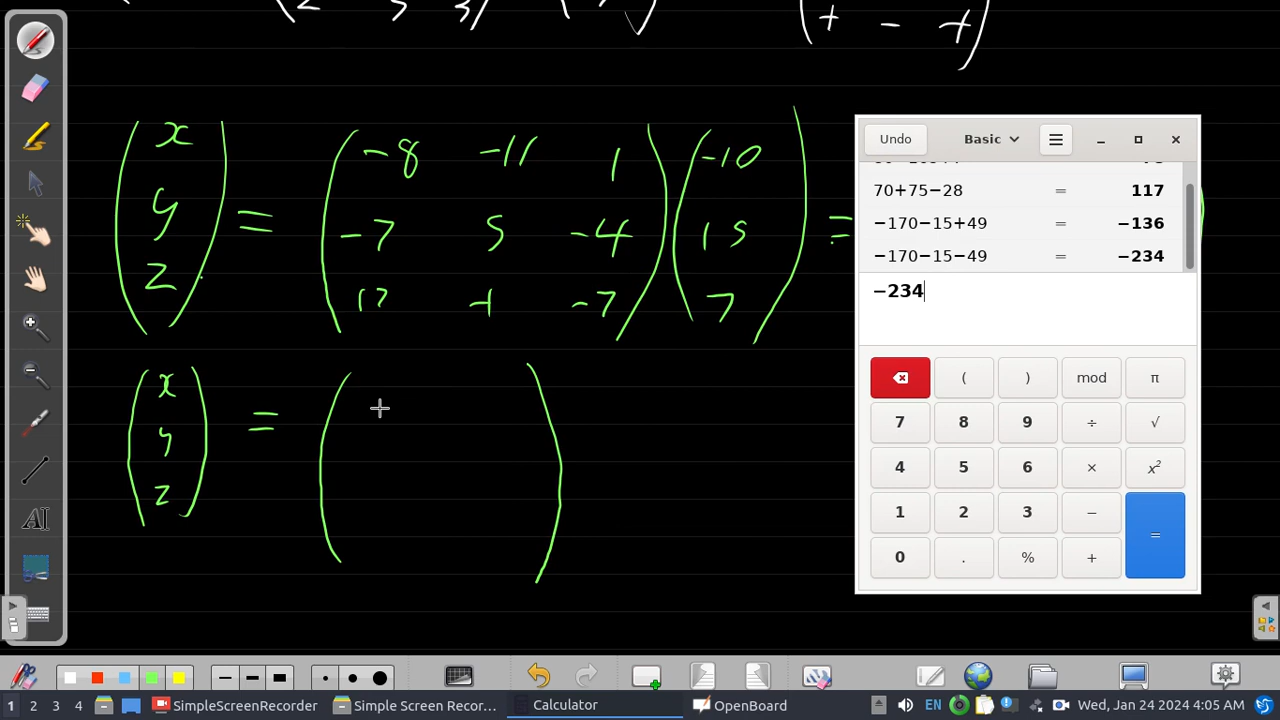 + - +
x -8 -11 1 -10
y = -7 5 -4 15 =
z 17 -1 -7 7
x
y =
z
Undo Basic
70+75−28 = 117
−170−15+49 = −136
−170−15−49 = −234
−234
( ) mod π
7 8 9 ÷ √
4 5 6 × x²
1 2 3 − =
0 . % +
AI
1 2 3 4 SimpleScreenRecorder Simple Screen Recor... Calculator OpenBoard EN Wed, Jan 24 2024 4:05 AM